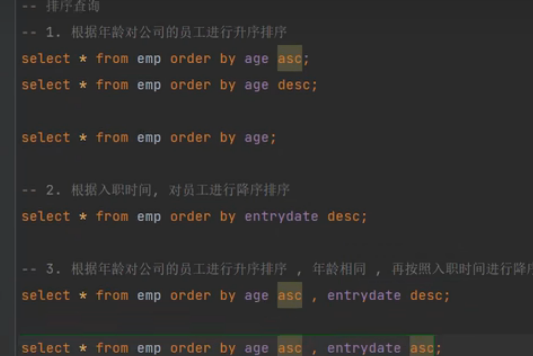 -- 排序查询
-- 1. 根据年龄对公司的员工进行升序排序
select * from emp order by age asc;
select * from emp order by age desc;
select * from emp order by age;
-- 2. 根据入职时间, 对员工进行降序排序
select * from emp order by entrydate desc;
-- 3. 根据年龄对公司的员工进行升序排序 , 年龄相同 , 再按照入职时间进行降
select * from emp order by age asc , entrydate desc;
select * from emp order by age asc , entrydate asc;